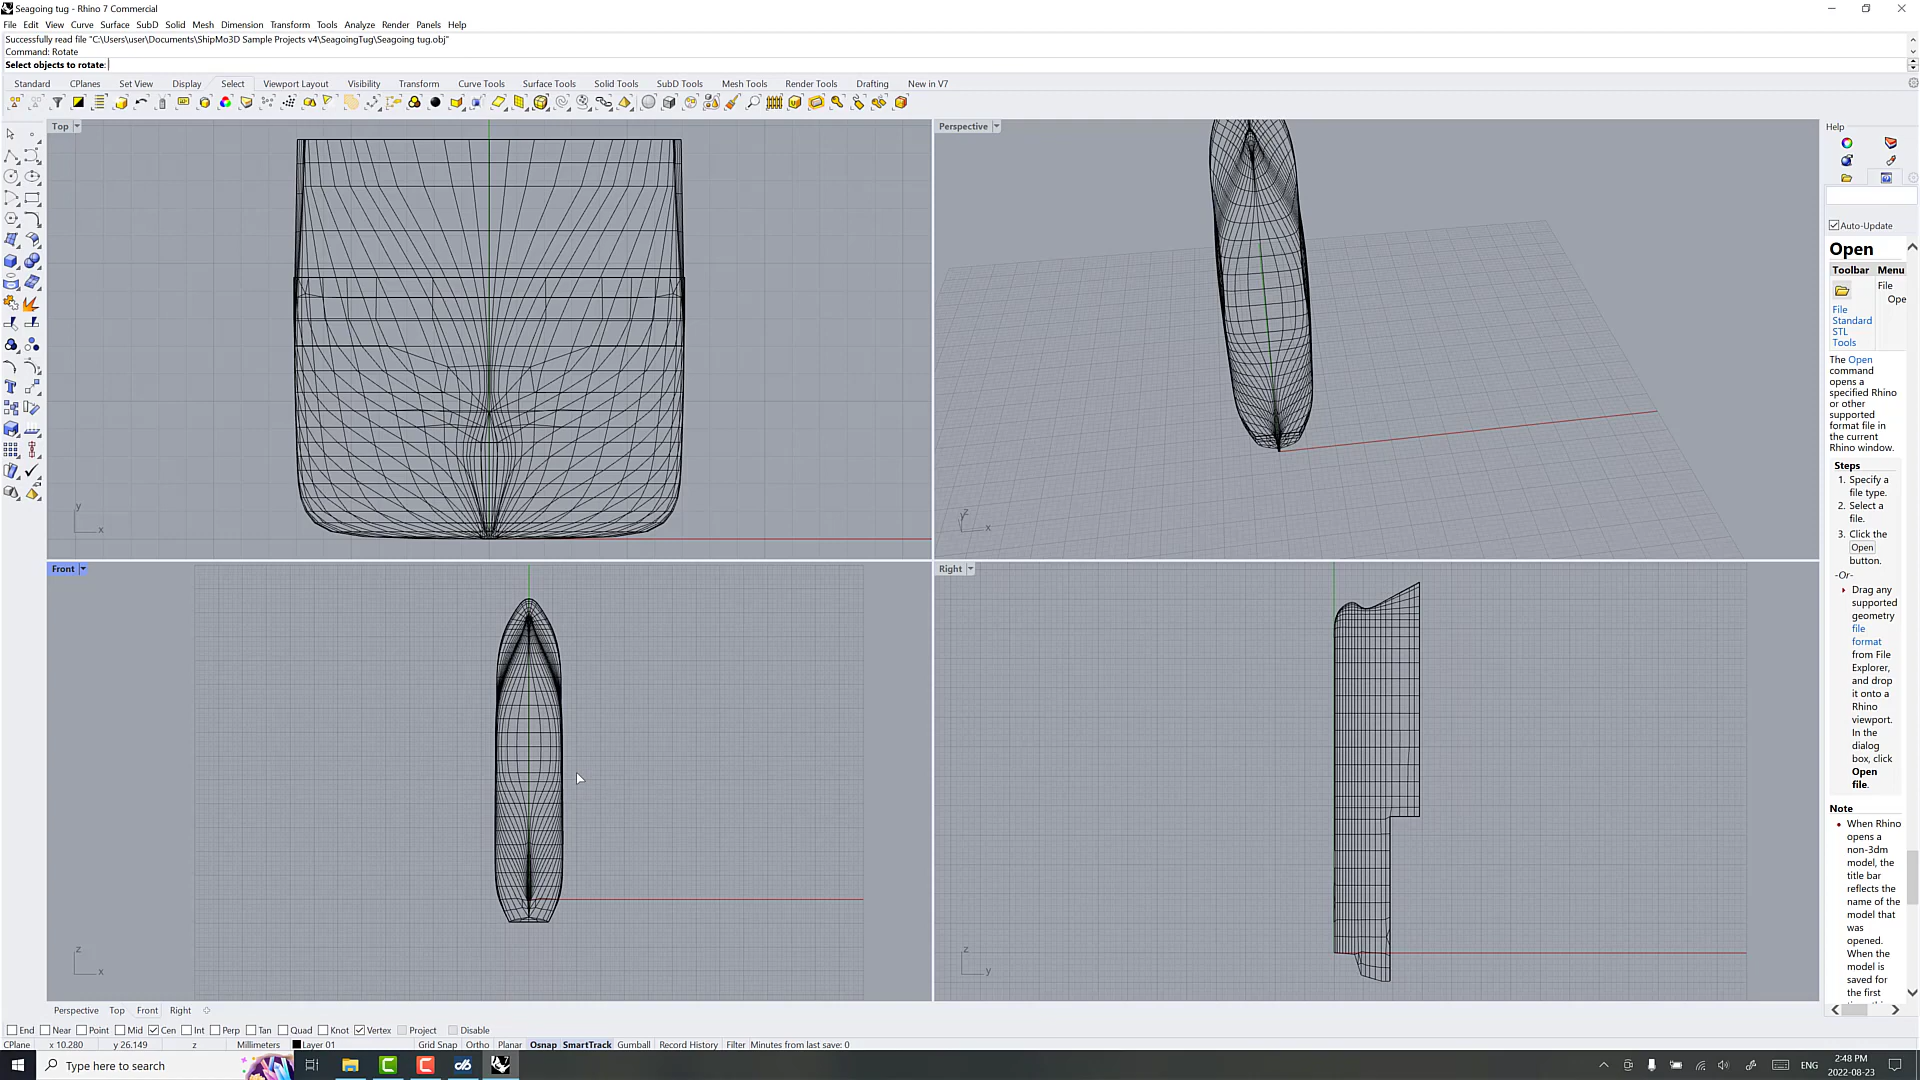 Seagoing tug - Rhino 7 Commercial
File Edit View Curve Surface SubD Solid Mesh Dimension Transform Tools Analyze Render Panels Help
Successfully read file "C:\Users\user\Documents\ShipMo3D Sample Projects v4\SeagoingTug\Seagoing tug.obj"
Command: Rotate
Select objects to rotate:
Standard CPlanes Set View Display Select Viewport Layout Visibility Transform Curve Tools Surface Tools Solid Tools SubD Tools Mesh Tools Render Tools Drafting New in V7
Top
y
x
Perspective
z
y
x
Front
z
x
Right
z
y
Help
Auto-Update
Open
Toolbar Menu
File
Ope
File
Standard
STL
Tools
The Open
command
opens a
specified
Rhino
or other
supported
format file in
the current
Rhino window.
Steps
1. Specify a
file type.
2. Select a
file.
3. Click the
Open
button.
-Or-
Drag any
supported
geometry
file
format
from File
Explorer,
and drop
it onto a
Rhino
viewport.
In the
dialog
box, click
Open
file.
Note
When Rhino
opens a
non-3dm
model, the
title bar
reflects the
name of the
model that
was
opened.
When the
model is
saved for
the first
Perspective Top Front Right
End Near Point Mid Cen Int Perp Tan Quad Knot Vertex Project Disable
CPlane x 10.280 y 26.149 z Millimeters Layer 01 Grid Snap Ortho Planar Osnap SmartTrack Gumball Record History Filter Minutes from last save: 0
Type here to search
ENG
2:48 PM
2022-08-23